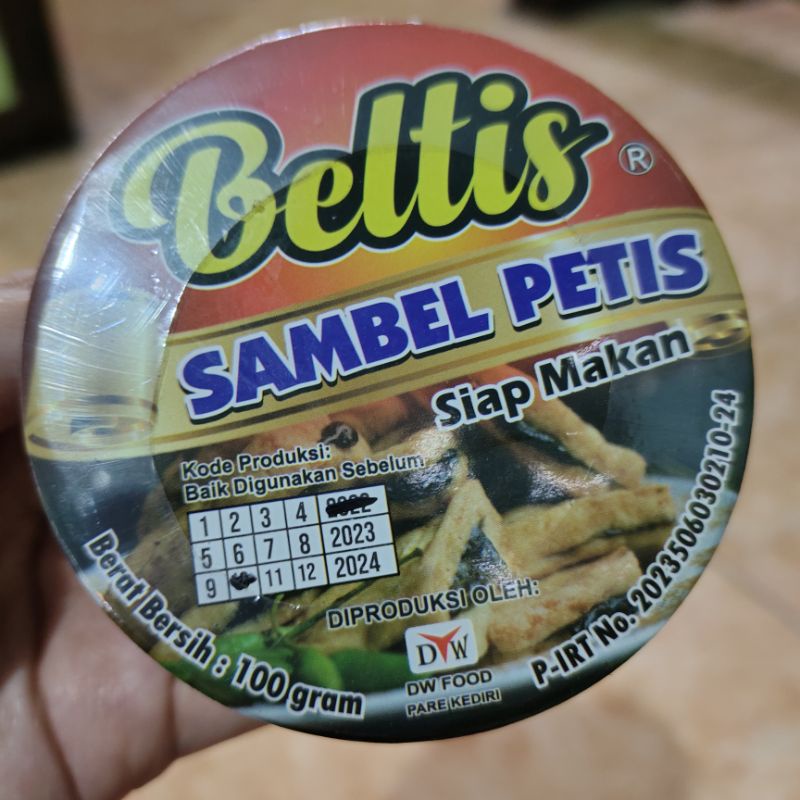 Beltis ®
SAMBEL PETIS
Siap Makan
Kode Produksi:
Baik Digunakan Sebelum
1 2 3 4 2022
5 6 7 8 2023
9 11 12 2024
DIPRODUKSI OLEH:
DW
DW FOOD
PARE KEDIRI
Berat Bersih : 100 gram
P-IRT No. 2023506030210-24